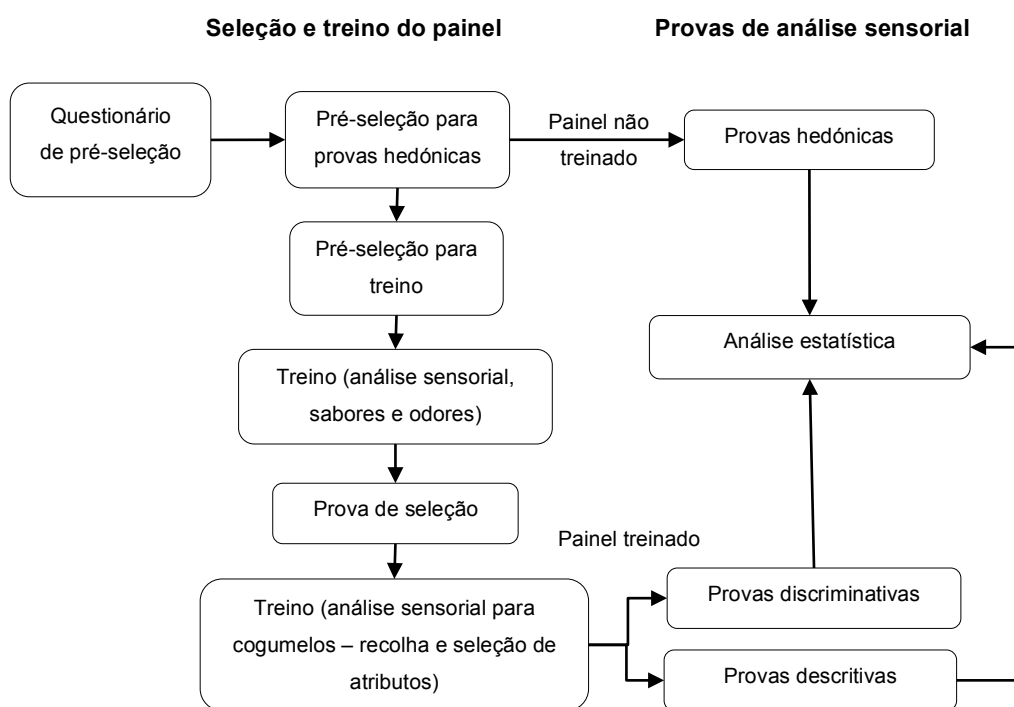 Seleção e treino do painel
Provas de análise sensorial
Questionário
de pré-seleção
Pré-seleção para
provas hedónicas
Painel não
treinado
Provas hedónicas
Pré-seleção para
treino
Análise estatística
Treino (análise sensorial,
sabores e odores)
Prova de seleção
Painel treinado
Treino (análise sensorial para
cogumelos – recolha e seleção de
atributos)
Provas discriminativas
Provas descritivas